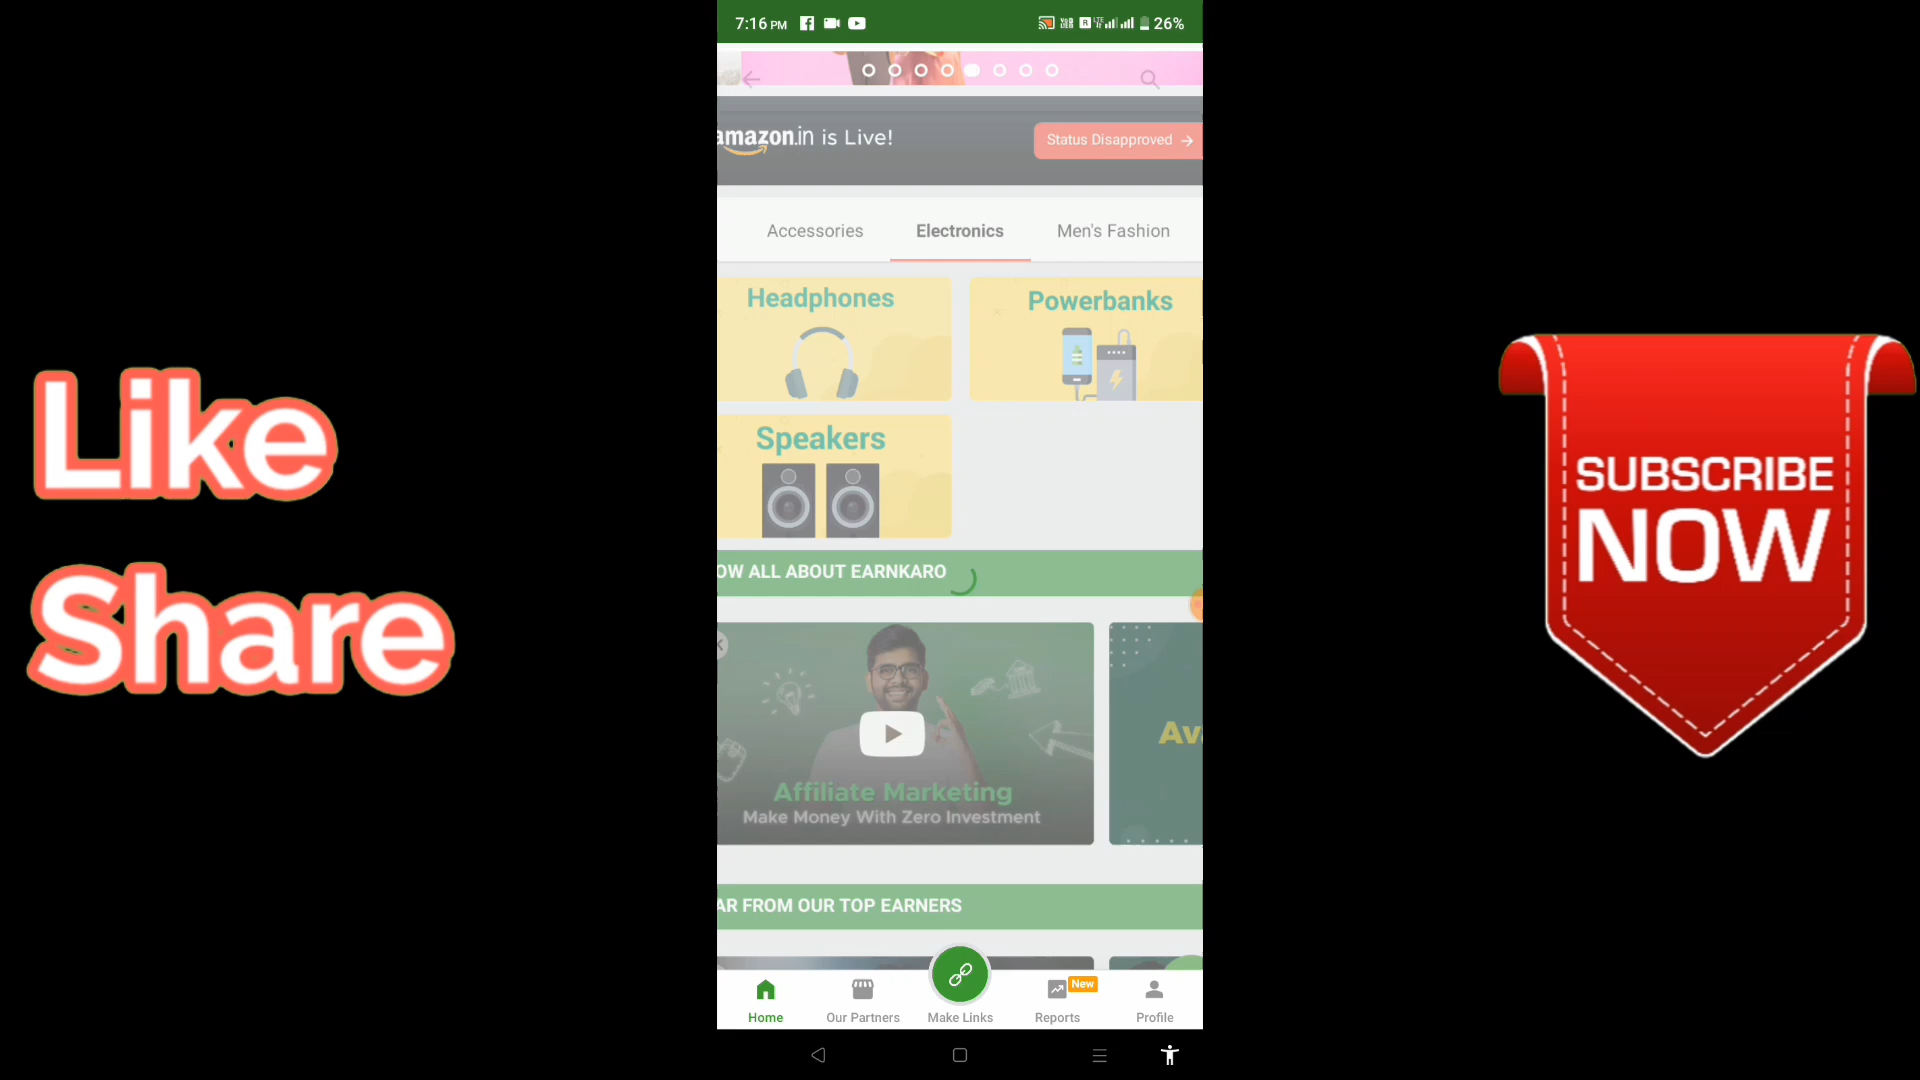 7:16 PM
26%
amazon.in is Live!
Status Disapproved →
Accessories
Electronics
Men's Fashion
Headphones
Powerbanks
Speakers
OW ALL ABOUT EARNKARO
Affiliate Marketing
Make Money With Zero Investment
Av
AR FROM OUR TOP EARNERS
New
Home
Our Partners
Make Links
Reports
Profile
Like
Share
SUBSCRIBE
NOW